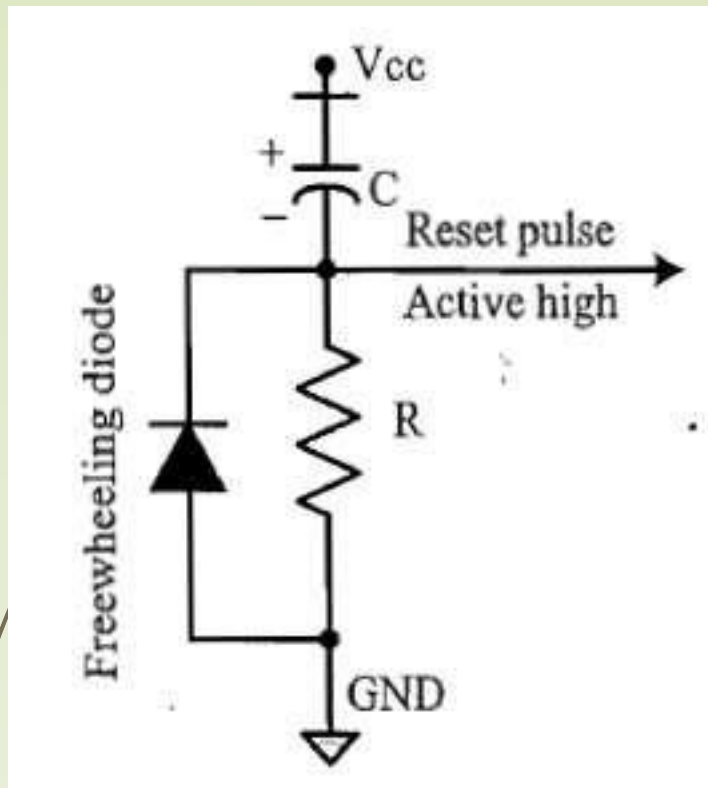 Vcc
+
C
−
Reset pulse
Active high
Freewheeling diode
R
GND